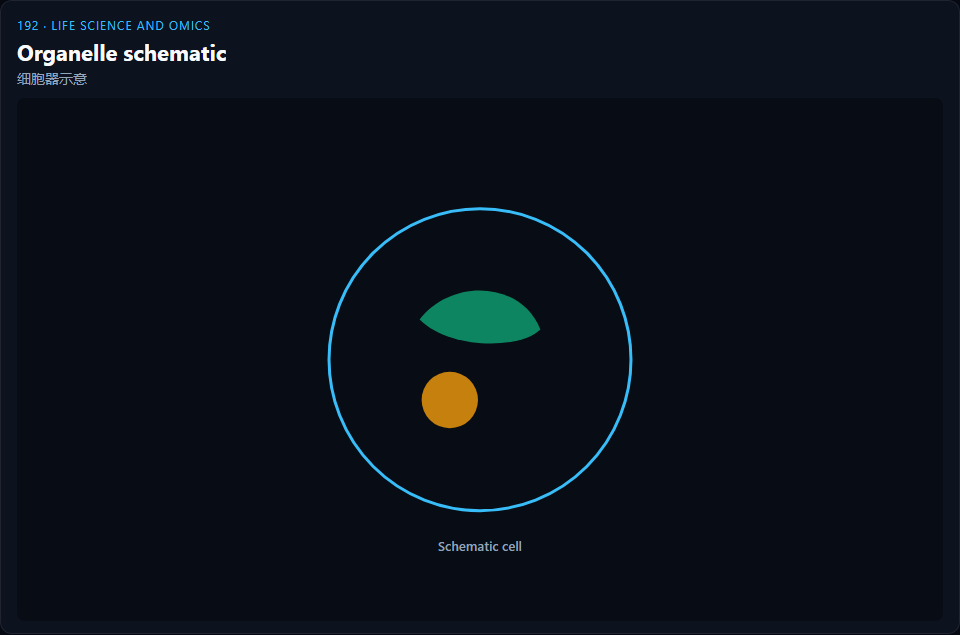 192 · LIFE SCIENCE AND OMICS
Organelle schematic
细胞器示意
Schematic cell